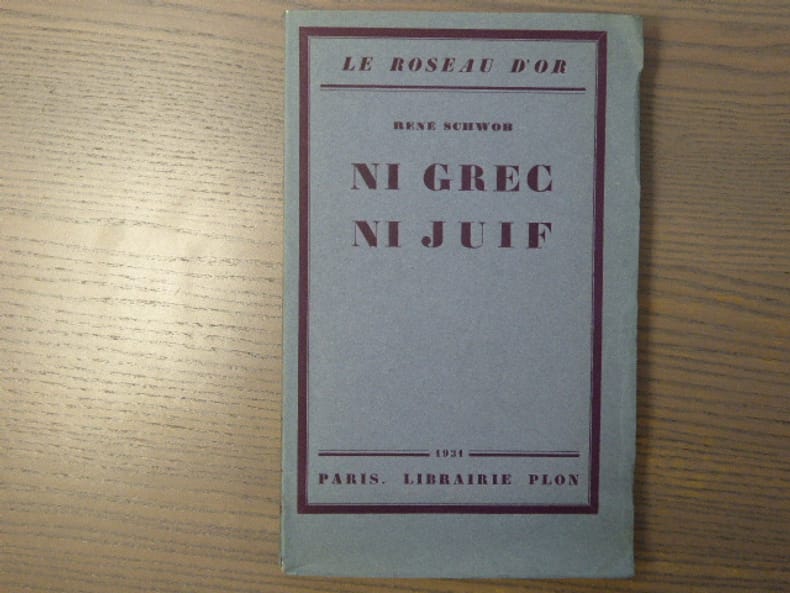 LE ROSEAU D'OR
RENÉ SCHWOB
NI GREC
NI JUIF
1931
PARIS. LIBRAIRIE PLON